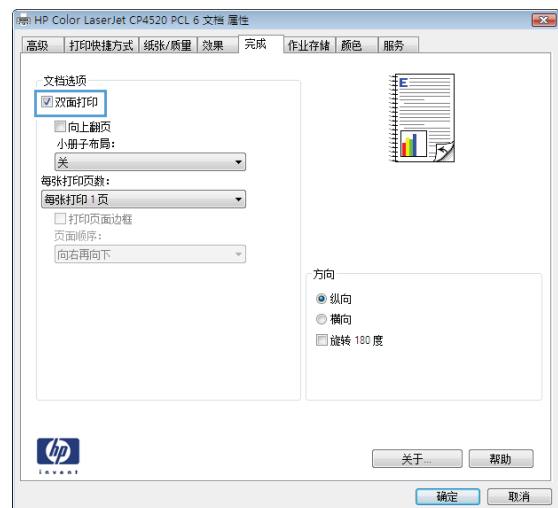 HP Color LaserJet CP4520 PCL 6 文档 属性
高级 打印快捷方式 纸张/质量 效果 完成 作业存储 颜色 服务
文档选项
双面打印
向上翻页
小册子布局:
关
每张打印页数:
每张打印 1 页
打印页面边框
页面顺序:
向右再向下
E
方向
纵向
横向
旋转 180 度
hp
invent
关于...
帮助
确定
取消